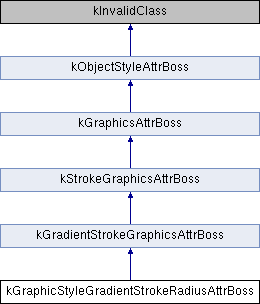 kInvalidClass
kObjectStyleAttrBoss
kGraphicsAttrBoss
kStrokeGraphicsAttrBoss
kGradientStrokeGraphicsAttrBoss
kGraphicStyleGradientStrokeRadiusAttrBoss